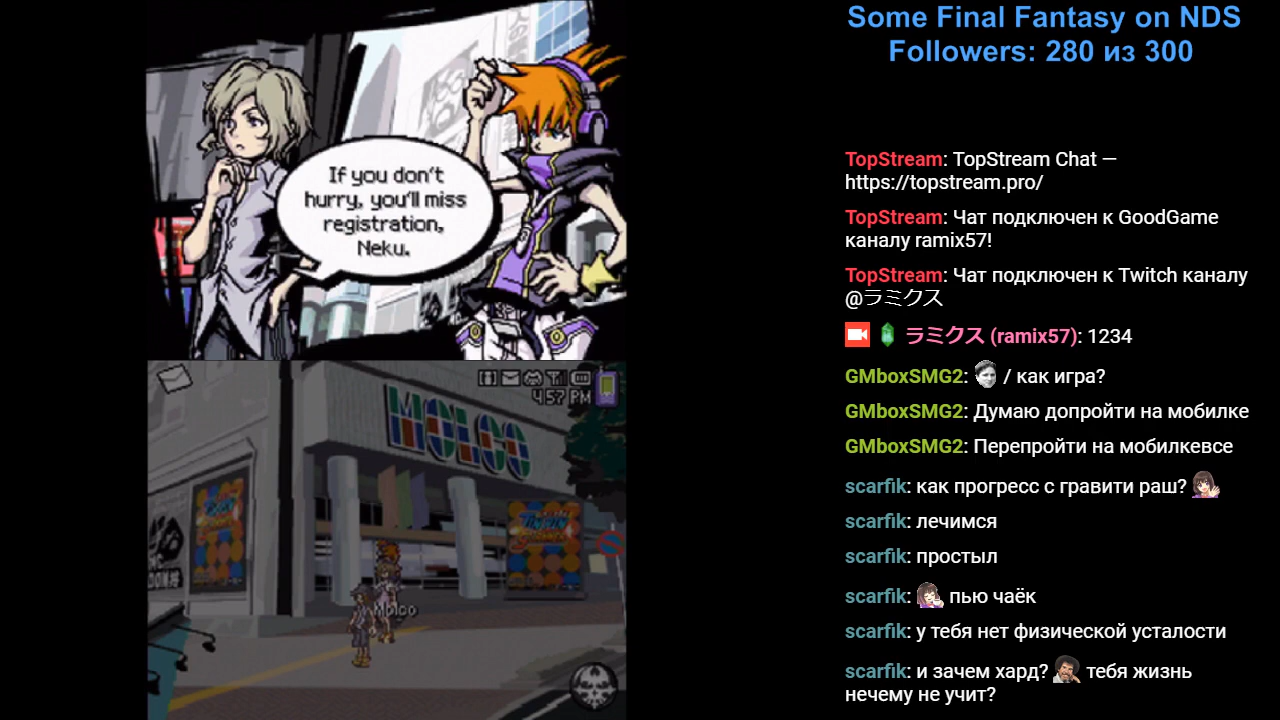 If you don't
hurry, you'll miss
registration,
Neku.
4:57 PM
MOLCO
TIN PIN
Molco
Some Final Fantasy on NDS
Followers: 280 из 300
TopStream: TopStream Chat —
https://topstream.pro/
TopStream: Чат подключен к GoodGame
каналу ramix57!
TopStream: Чат подключен к Twitch каналу
@ラミクス
ラミクス (ramix57): 1234
GMboxSMG2: / как игра?
GMboxSMG2: Думаю допройти на мобилке
GMboxSMG2: Перепройти на мобилкевсе
scarfik: как прогресс с гравити раш?
scarfik: лечимся
scarfik: простыл
scarfik: пью чаёк
scarfik: у тебя нет физической усталости
scarfik: и зачем хард? тебя жизнь
нечему не учит?